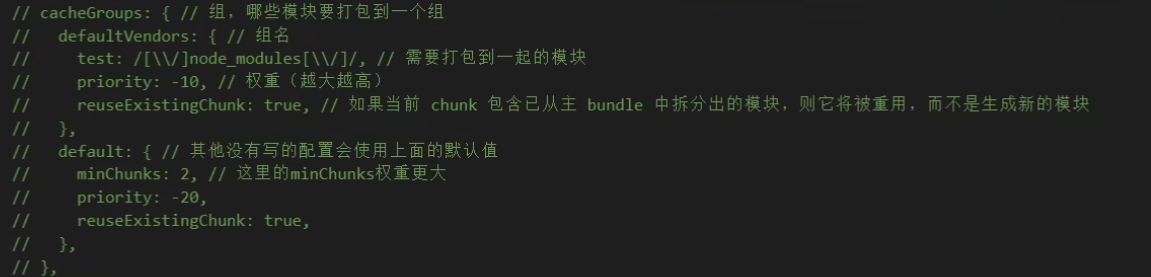 // cacheGroups: { // 组，哪些模块要打包到一个组
//   defaultVendors: { // 组名
//     test: /[\\/]node_modules[\\/]/, // 需要打包到一起的模块
//     priority: -10, // 权重（越大越高）
//     reuseExistingChunk: true, // 如果当前 chunk 包含已从主 bundle 中拆分出的模块，则它将被重用，而不是生成新的模块
//   },
//   default: { // 其他没有写的配置会使用上面的默认值
//     minChunks: 2, // 这里的minChunks权重更大
//     priority: -20,
//     reuseExistingChunk: true,
//   },
// },